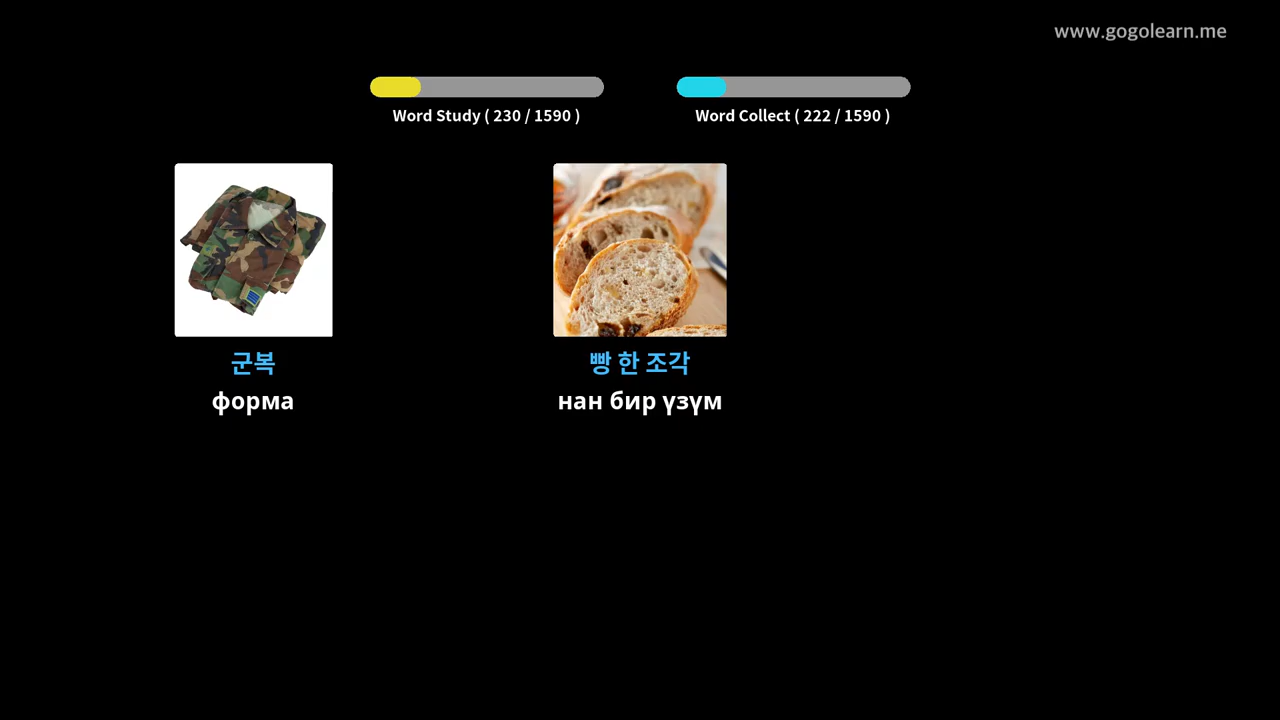 www.gogolearn.me
Word Study ( 230 / 1590 )
Word Collect ( 222 / 1590 )
군복
форма
빵 한 조각
нан бир үзүм